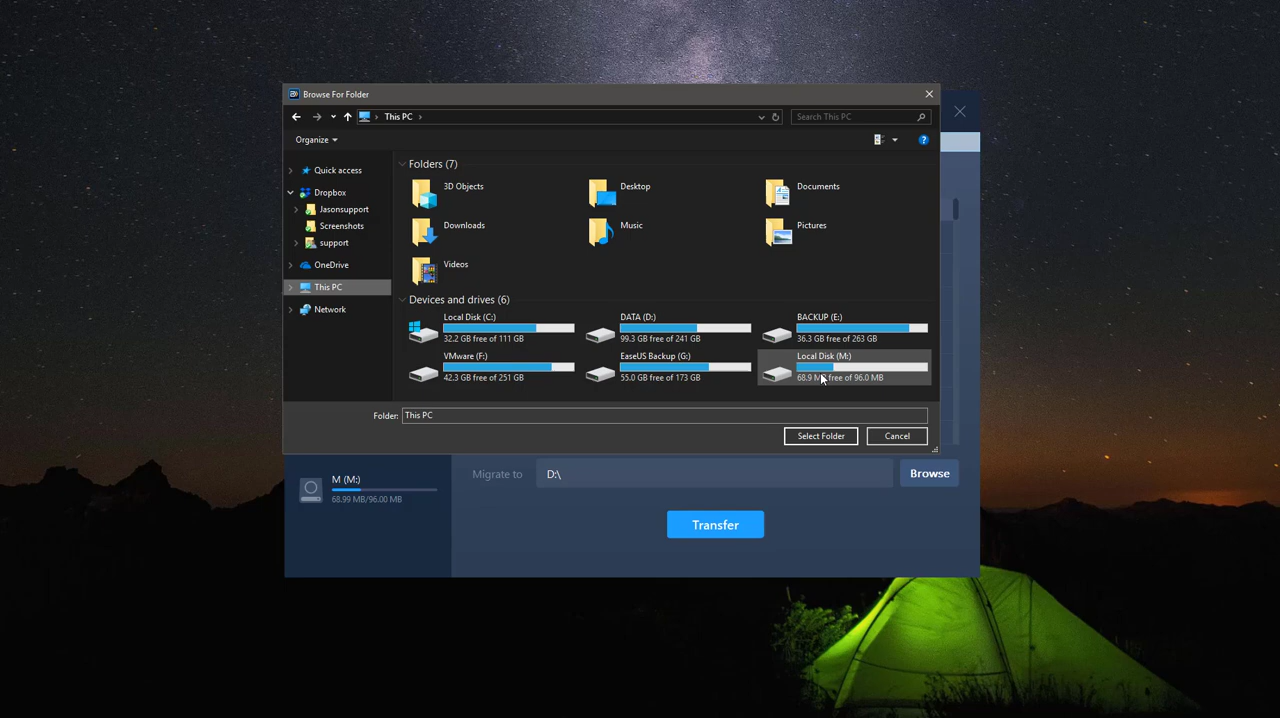 Browse For Folder
This PC
Search This PC
Organize
?
Quick access
Dropbox
Jasonsupport
Screenshots
support
OneDrive
This PC
Network
Folders (7)
3D Objects
Desktop
Documents
Downloads
Music
Pictures
Videos
Devices and drives (6)
Local Disk (C:)
32.2 GB free of 111 GB
DATA (D:)
99.3 GB free of 241 GB
BACKUP (E:)
36.3 GB free of 263 GB
VMware (F:)
42.3 GB free of 251 GB
EaseUS Backup (G:)
55.0 GB free of 173 GB
Local Disk (M:)
68.9 MB free of 96.0 MB
Folder: This PC
Select Folder
Cancel
M (M:)
68.99 MB/96.00 MB
Migrate to D:\
Browse
Transfer